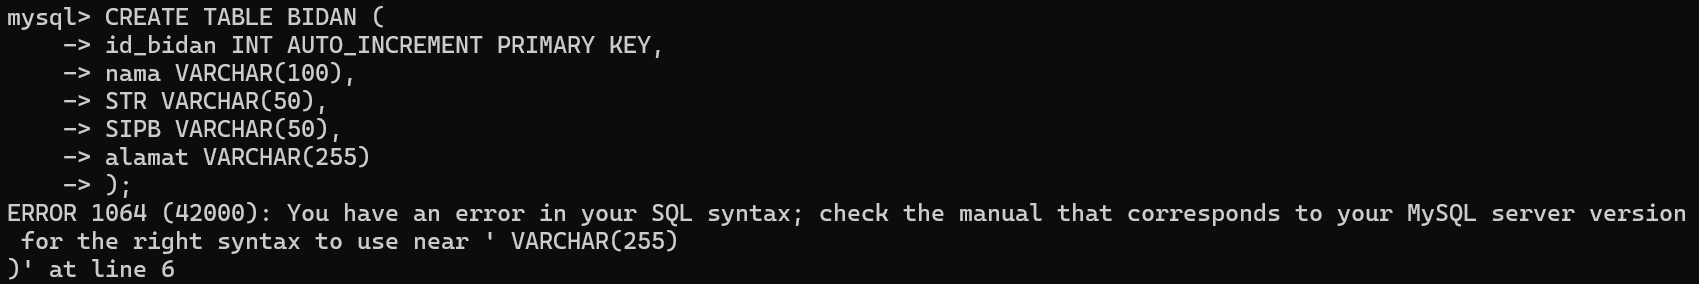 mysql> CREATE TABLE BIDAN (
    -> id_bidan INT AUTO_INCREMENT PRIMARY KEY,
    -> nama VARCHAR(100),
    -> STR VARCHAR(50),
    -> SIPB VARCHAR(50),
    -> alamat VARCHAR(255)
    -> );
ERROR 1064 (42000): You have an error in your SQL syntax; check the manual that corresponds to your MySQL server version
 for the right syntax to use near ' VARCHAR(255)
)' at line 6